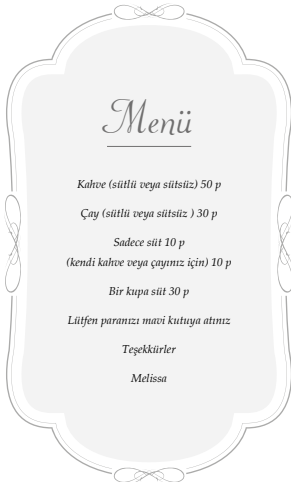 Menü
Kahve (sütlü veya sütsüz) 50 p
Çay (sütlü veya sütsüz ) 30 p
Sadece süt 10 p
(kendi kahve veya çayınız için) 10 p
Bir kupa süt 30 p
Lütfen paranızı mavi kutuya atınız
Teşekkürler
Melissa